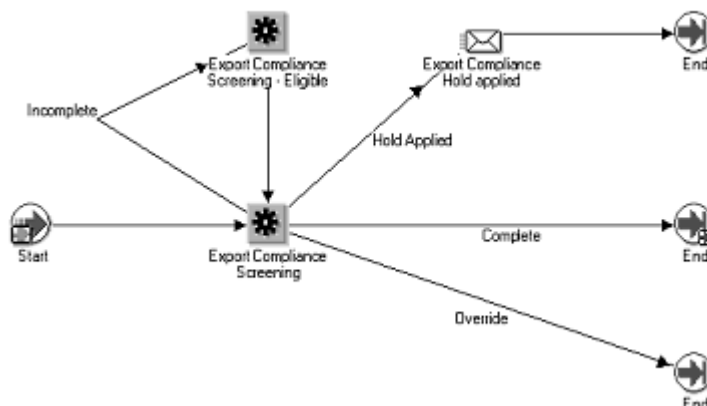 Export Compliance
Screening - Eligible
Export Compliance
Hold applied
End
Incomplete
Hold Applied
Start
Export Compliance
Screening
Complete
End
Override
End